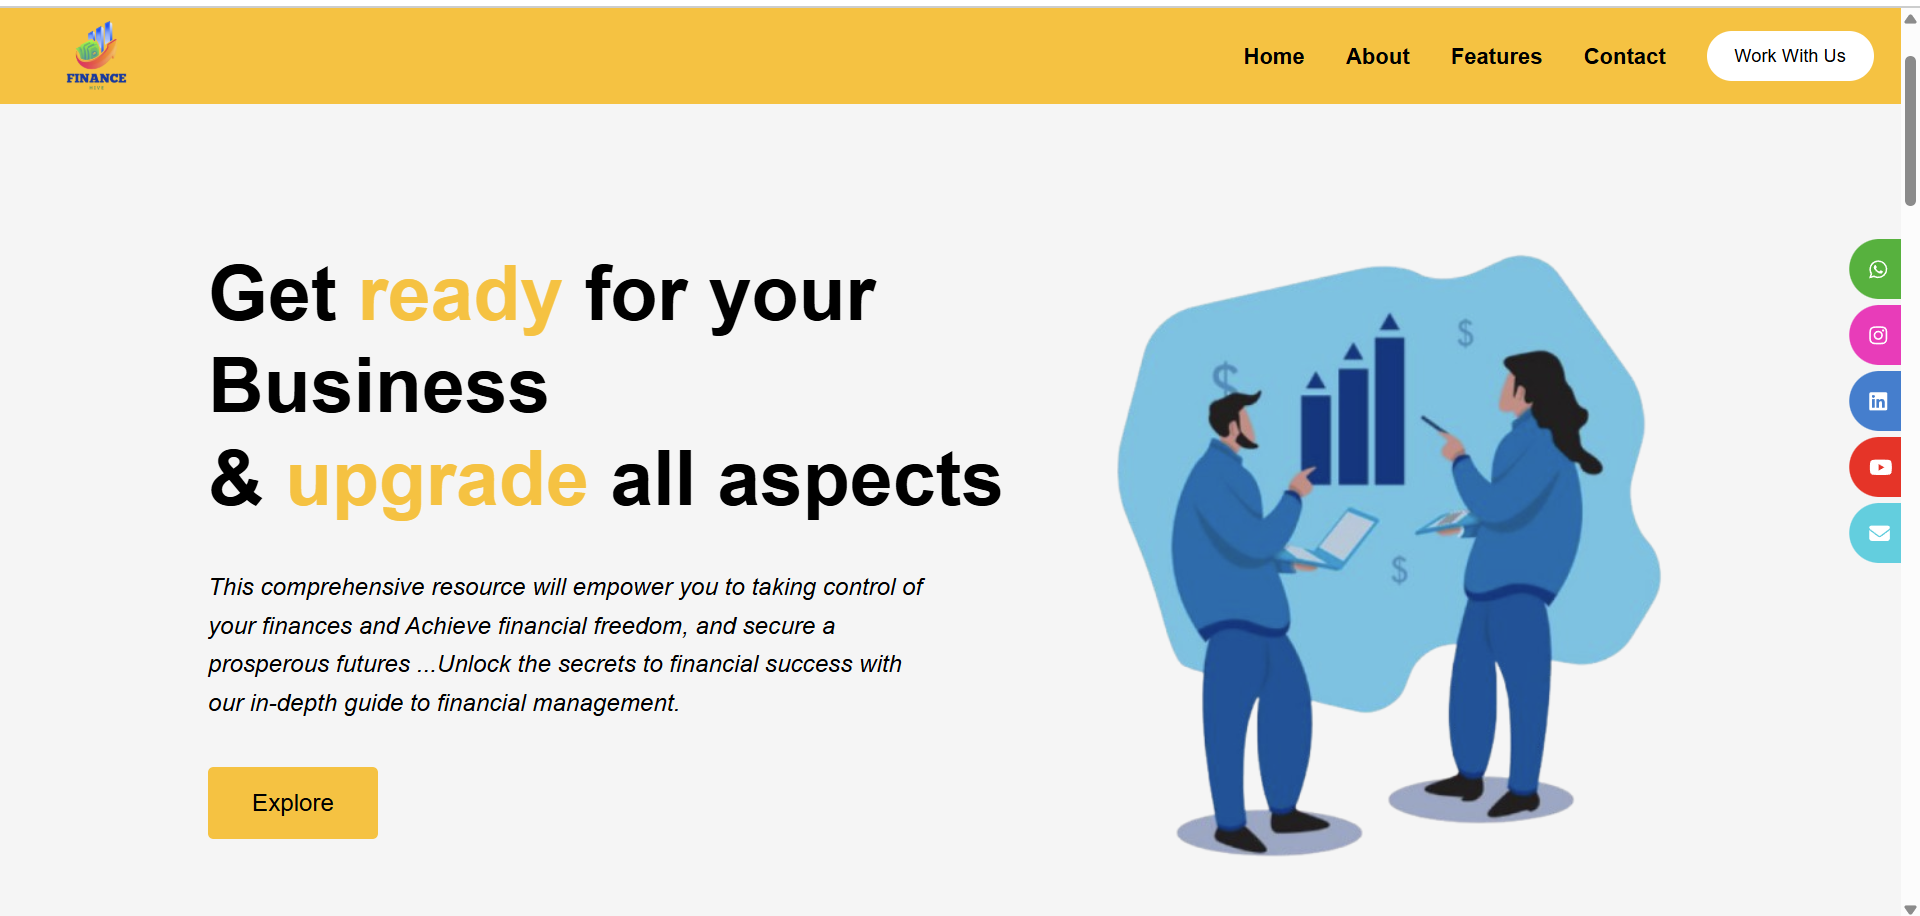 FINANCE
HIVE
Home About Features Contact Work With Us
Get ready for your
Business
& upgrade all aspects
This comprehensive resource will empower you to taking control of
your finances and Achieve financial freedom, and secure a
prosperous futures ...Unlock the secrets to financial success with
our in-depth guide to financial management.
Explore
$
$
$
in